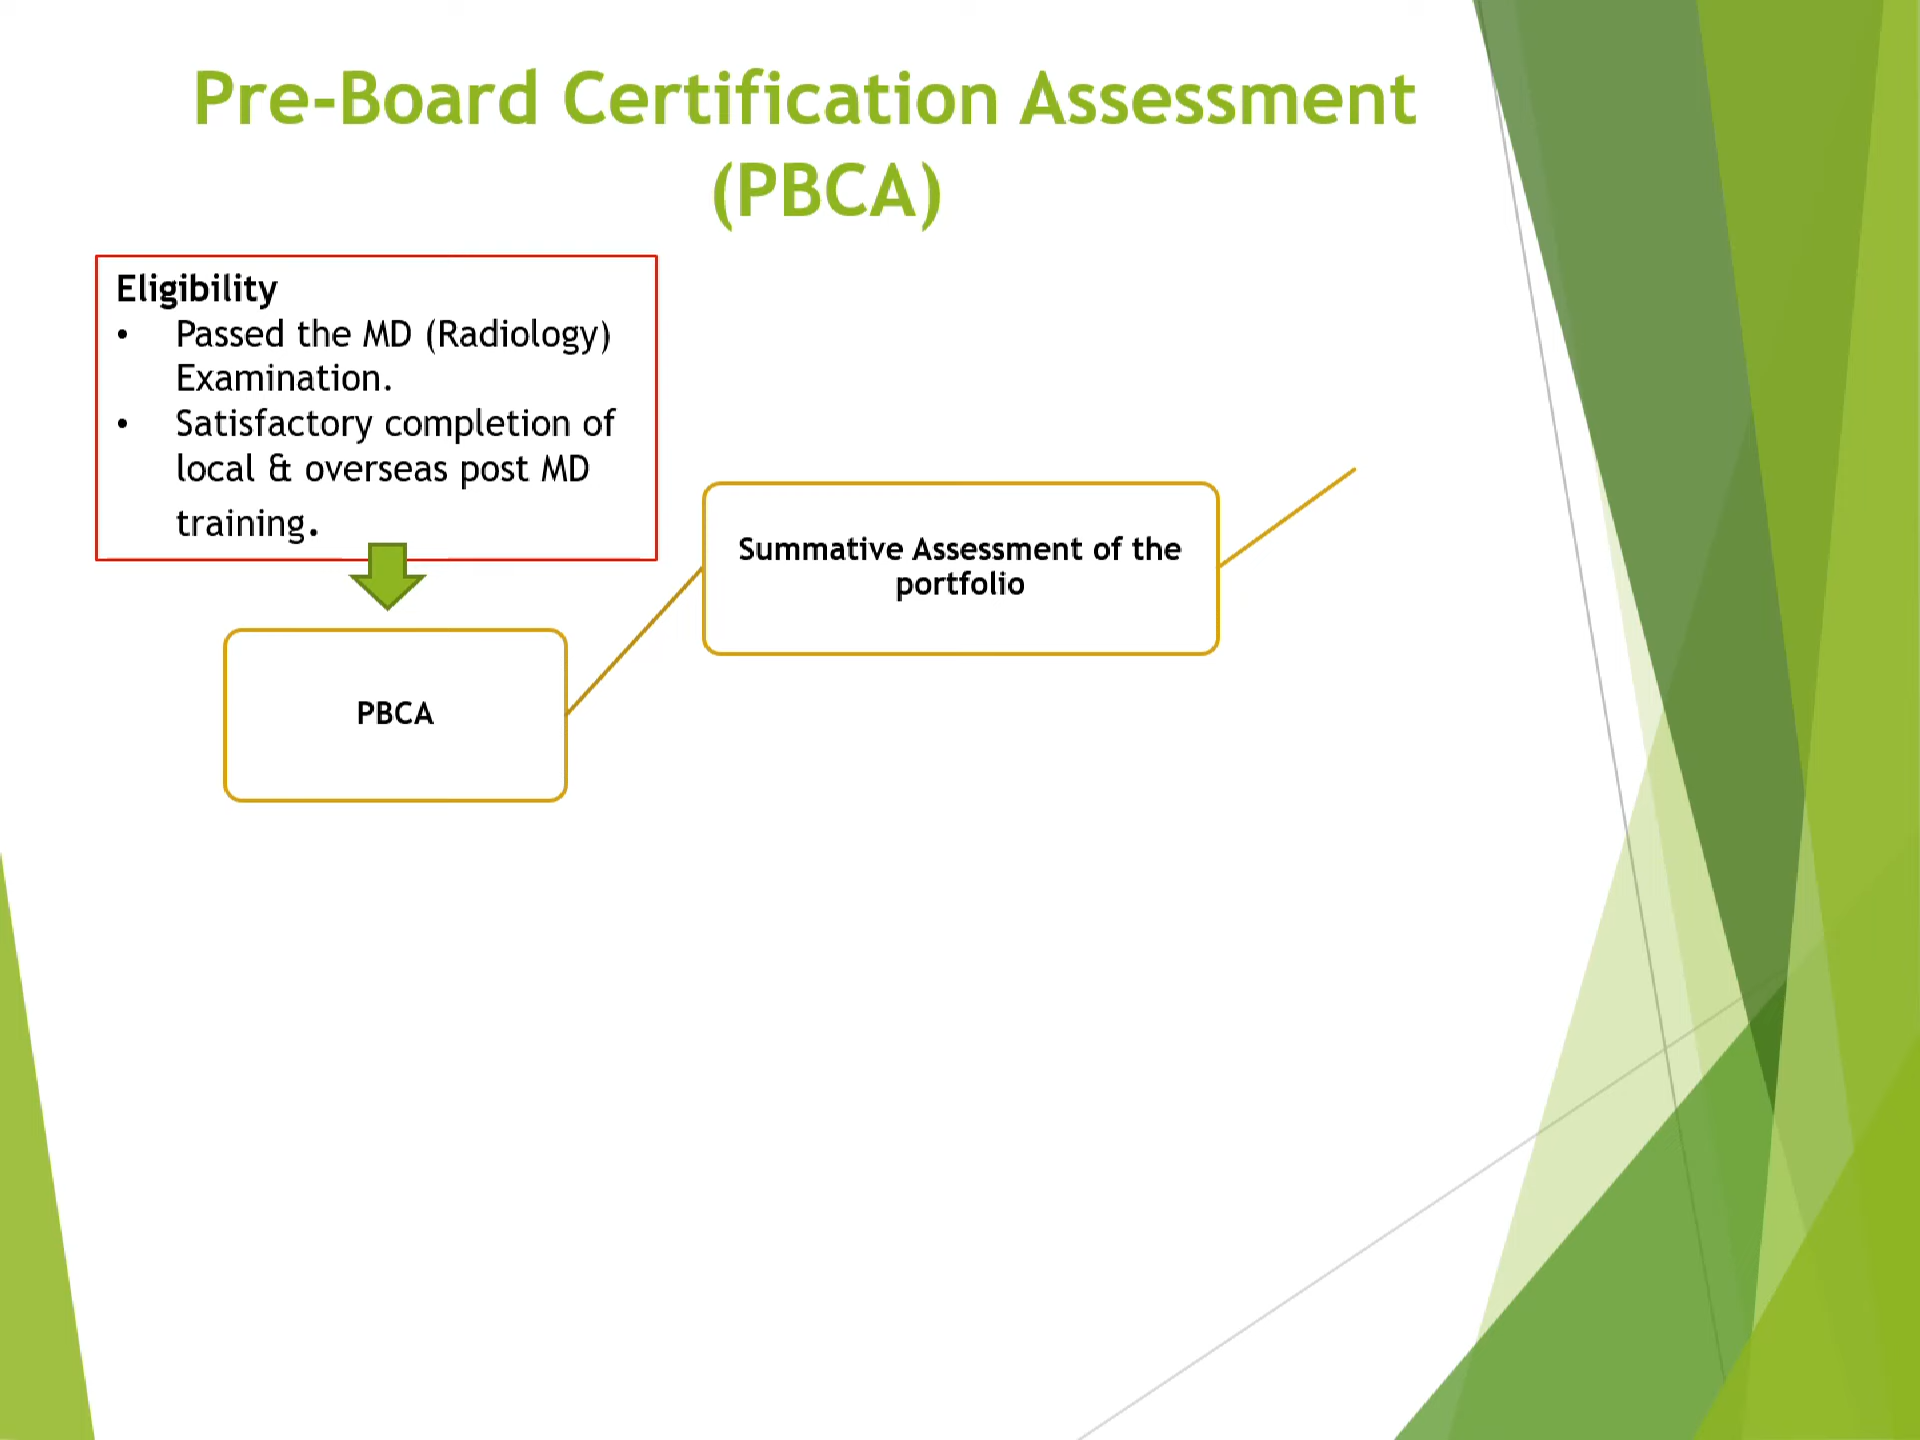 Pre-Board Certification Assessment
(PBCA)
Eligibility
• Passed the MD (Radiology)
Examination.
• Satisfactory completion of
local & overseas post MD
training.
Summative Assessment of the
portfolio
PBCA